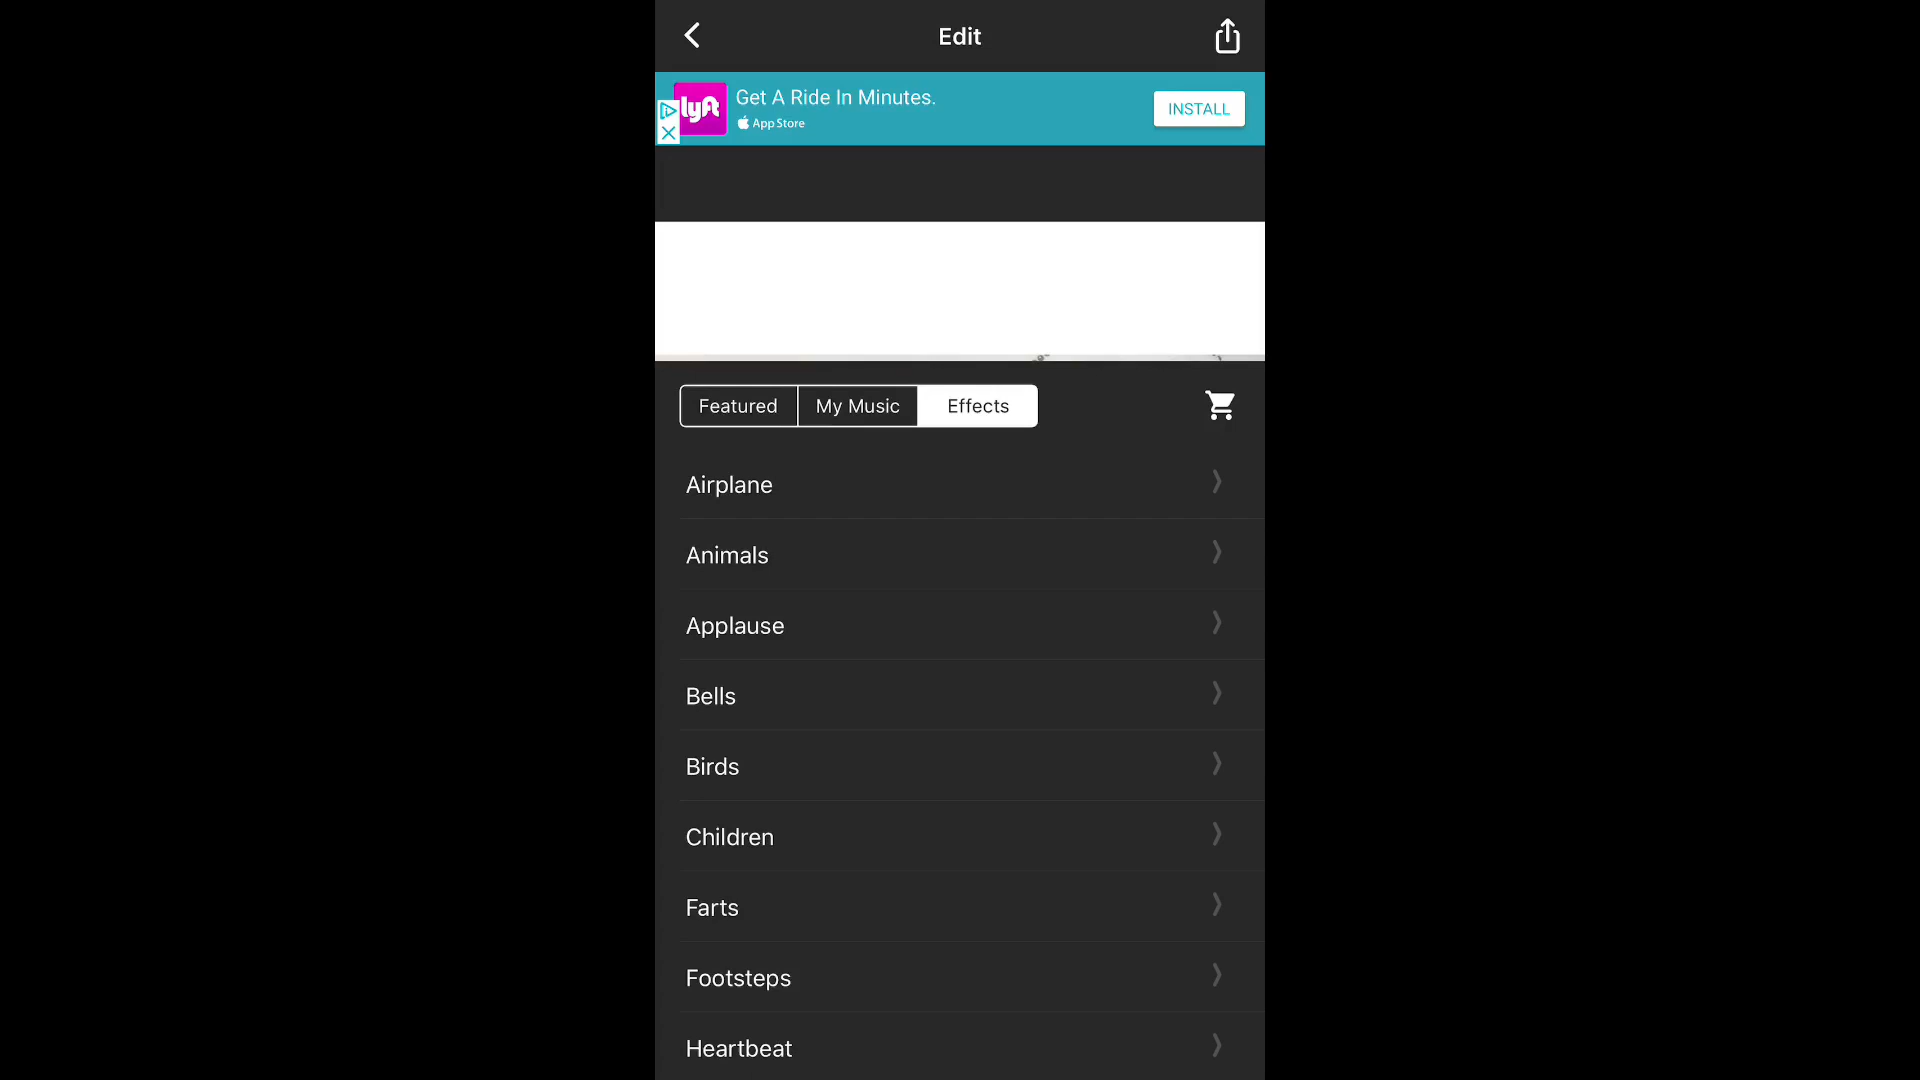 Edit
lyft
Get A Ride In Minutes.
App Store
INSTALL
Featured
My Music
Effects
Airplane
Animals
Applause
Bells
Birds
Children
Farts
Footsteps
Heartbeat